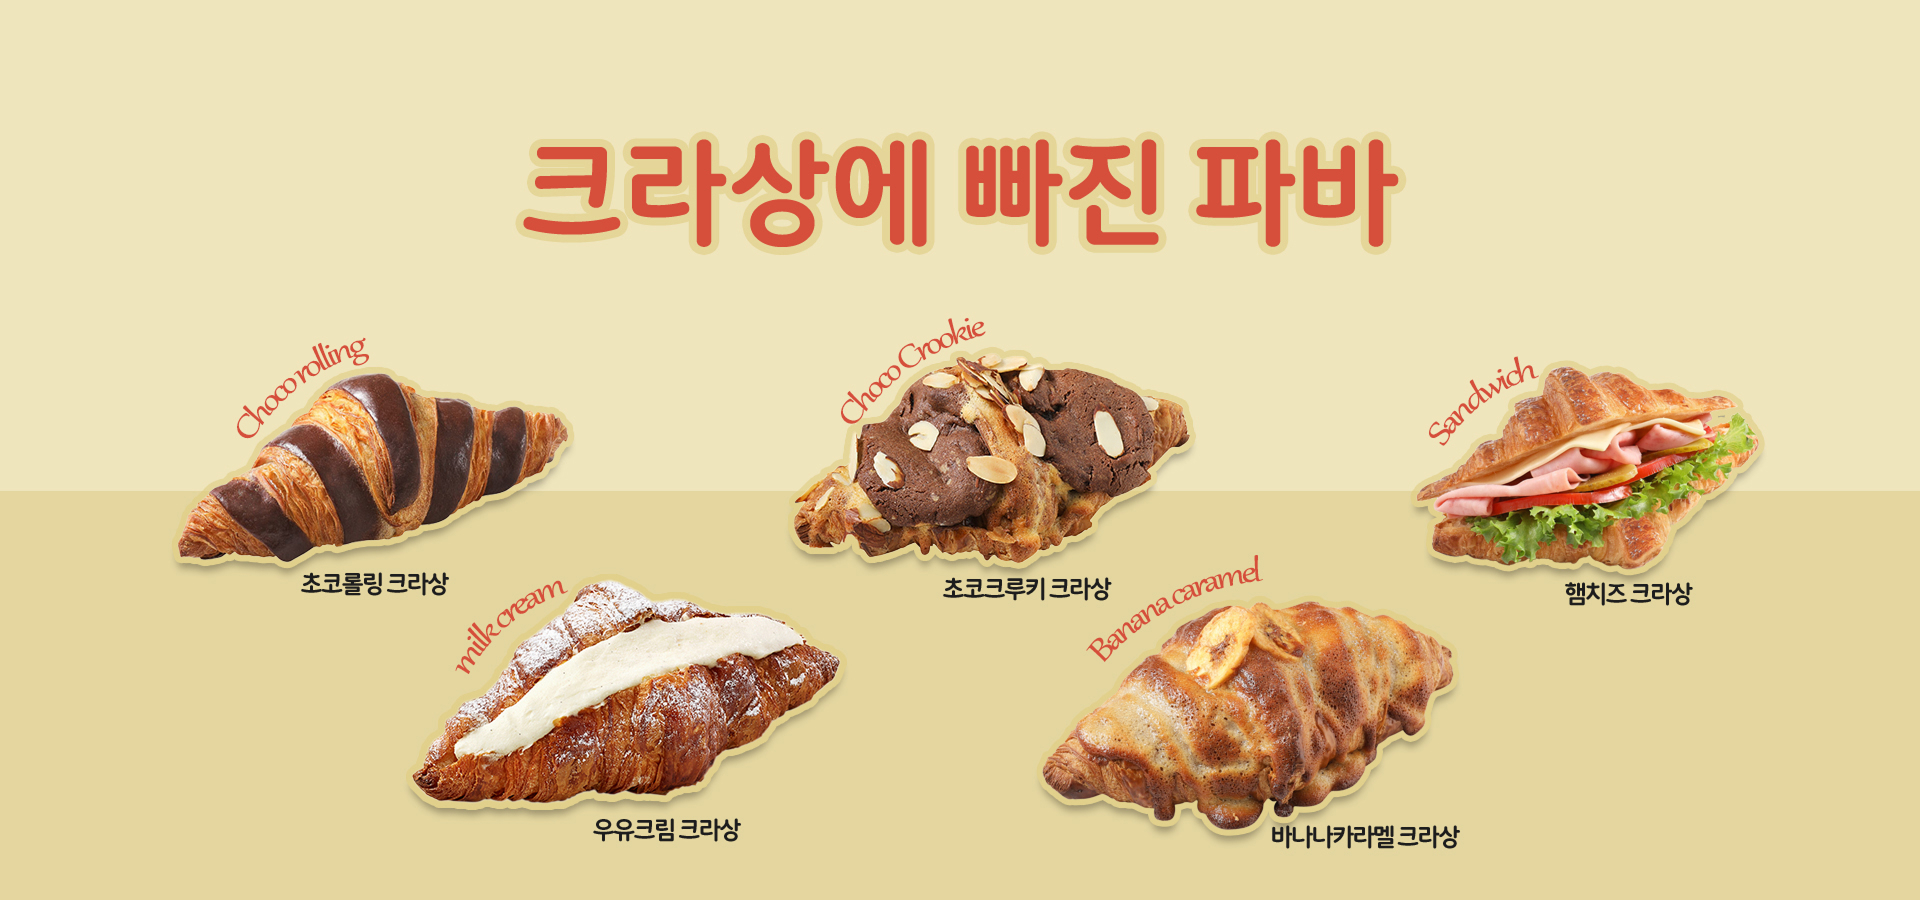 크라상에 빠진 파바
Choco rolling
초코롤링 크라상
Choco Crookie
초코크루키 크라상
Sandwich
햄치즈 크라상
milk cream
우유크림 크라상
Banana caramel
바나나카라멜 크라상